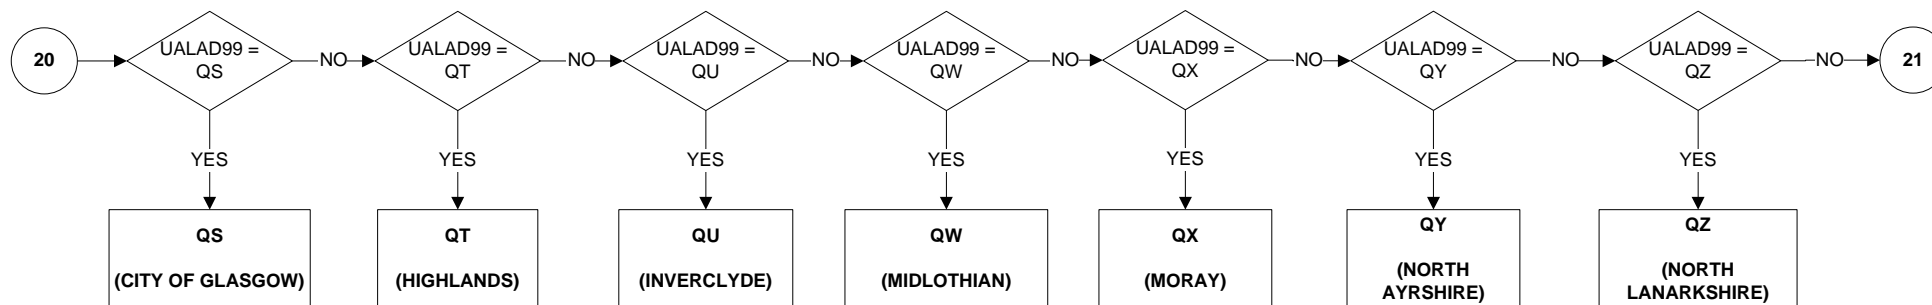 20
UALAD99 =
QS
NO
UALAD99 =
QT
NO
UALAD99 =
QU
NO
UALAD99 =
QW
NO
UALAD99 =
QX
NO
UALAD99 =
QY
NO
UALAD99 =
QZ
NO
21
YES
YES
YES
YES
YES
YES
YES
QS
(CITY OF GLASGOW)
QT
(HIGHLANDS)
QU
(INVERCLYDE)
QW
(MIDLOTHIAN)
QX
(MORAY)
QY
(NORTH
AYRSHIRE)
QZ
(NORTH
LANARKSHIRE)